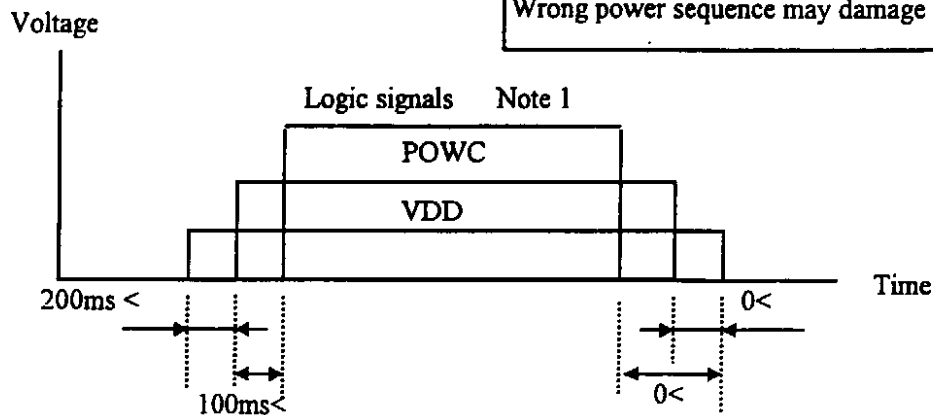 Wrong power sequence may damage
Voltage
Logic signals Note 1
POWC
VDD
Time
200ms <
0<
100ms<
0<